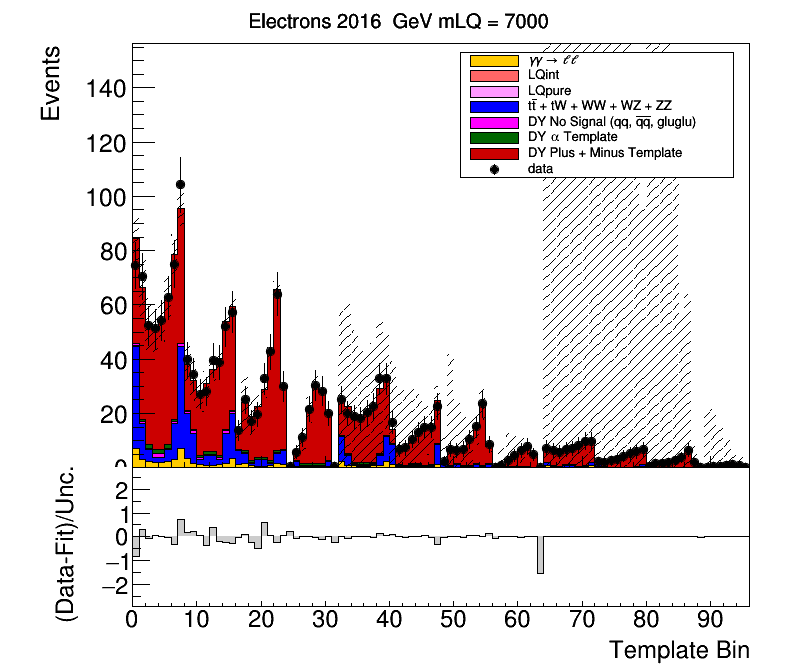 Electrons 2016 GeV mLQ = 7000
Events
140
120
100
80
60
40
20
0
γγ → ℓℓ
LQint
LQpure
tt̅ + tW + WW + WZ + ZZ
DY No Signal (qq, q̅q̅, gluglu)
DY α Template
DY Plus + Minus Template
data
(Data-Fit)/Unc.
2
1
0
−1
−2
0 10 20 30 40 50 60 70 80 90
Template Bin